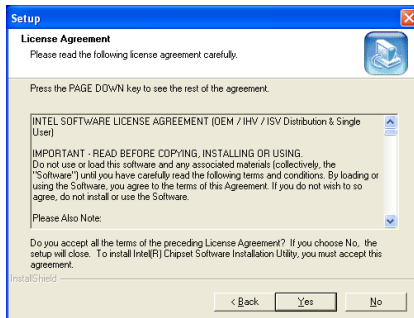 Setup
License Agreement
Please read the following license agreement carefully.
Press the PAGE DOWN key to see the rest of the agreement.
INTEL SOFTWARE LICENSE AGREEMENT (OEM / IHV / ISV Distribution & Single
User)
IMPORTANT - READ BEFORE COPYING, INSTALLING OR USING.
Do not use or load this software and any associated materials (collectively, the
"Software") until you have carefully read the following terms and conditions. By loading or
using the Software, you agree to the terms of this Agreement. If you do not wish to so
agree, do not install or use the Software.
Please Also Note:
Do you accept all the terms of the preceding License Agreement? If you choose No, the
setup will close. To install Intel(R) Chipset Software Installation Utility, you must accept this
agreement.
InstallShield
< Back Yes No